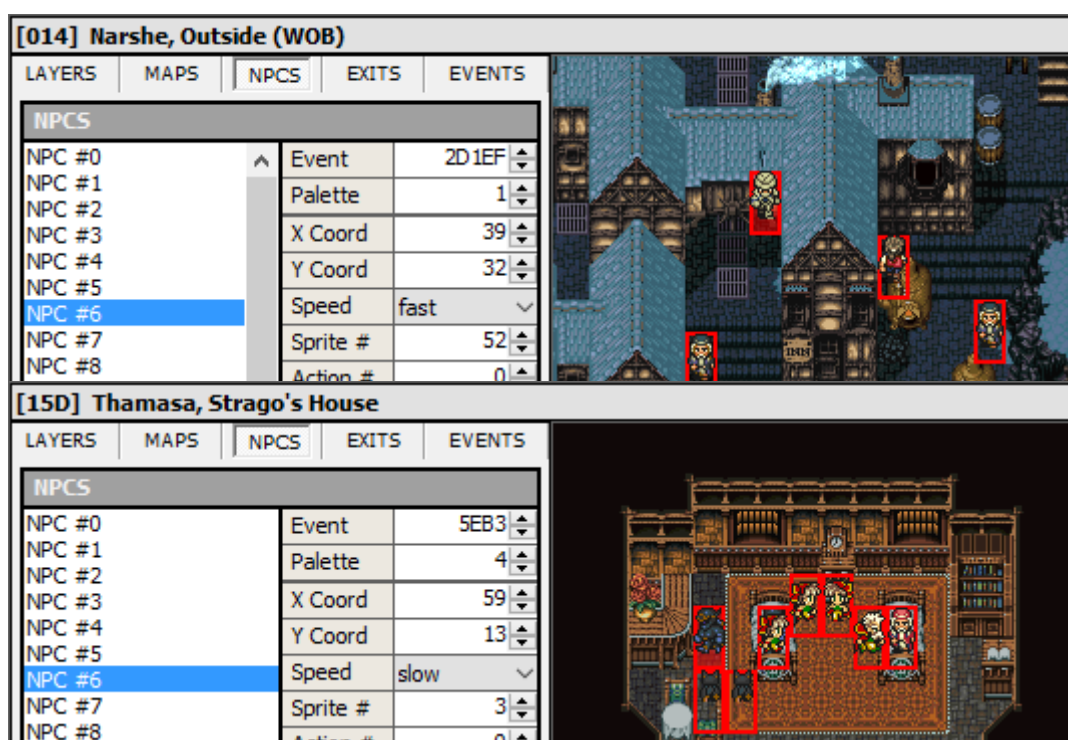 [014] Narshe, Outside (WOB)
LAYERS MAPS NPCS EXITS EVENTS
NPCS
NPC #0
NPC #1
NPC #2
NPC #3
NPC #4
NPC #5
NPC #6
NPC #7
NPC #8
Event 2D1EF
Palette 1
X Coord 39
Y Coord 32
Speed fast
Sprite # 52
Action # 0
INN
[15D] Thamasa, Strago's House
LAYERS MAPS NPCS EXITS EVENTS
NPCS
NPC #0
NPC #1
NPC #2
NPC #3
NPC #4
NPC #5
NPC #6
NPC #7
NPC #8
Event 5EB3
Palette 4
X Coord 59
Y Coord 13
Speed slow
Sprite # 3
Action # 0